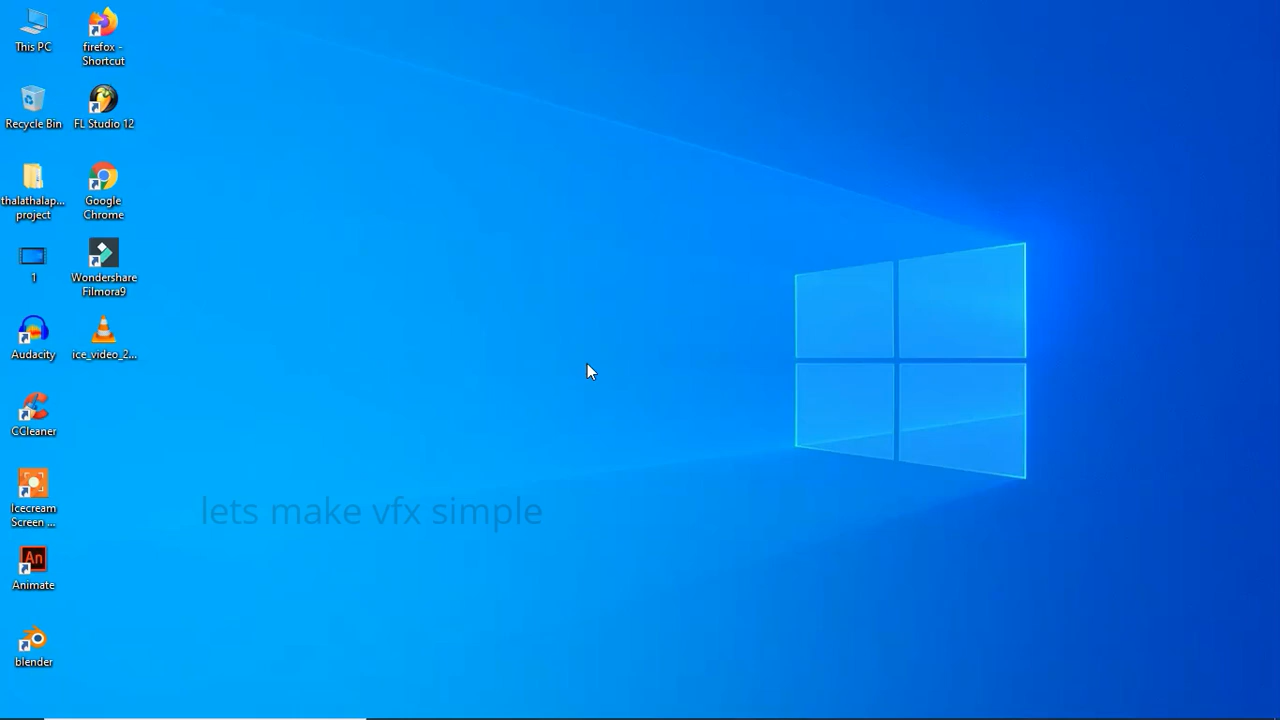 This PC
firefox -
Shortcut
Recycle Bin
FL Studio 12
thalathalap...
project
Google
Chrome
1
Wondershare
Filmora9
Audacity
ice_video_2...
CCleaner
Icecream
Screen ...
An
Animate
blender
lets make vfx simple